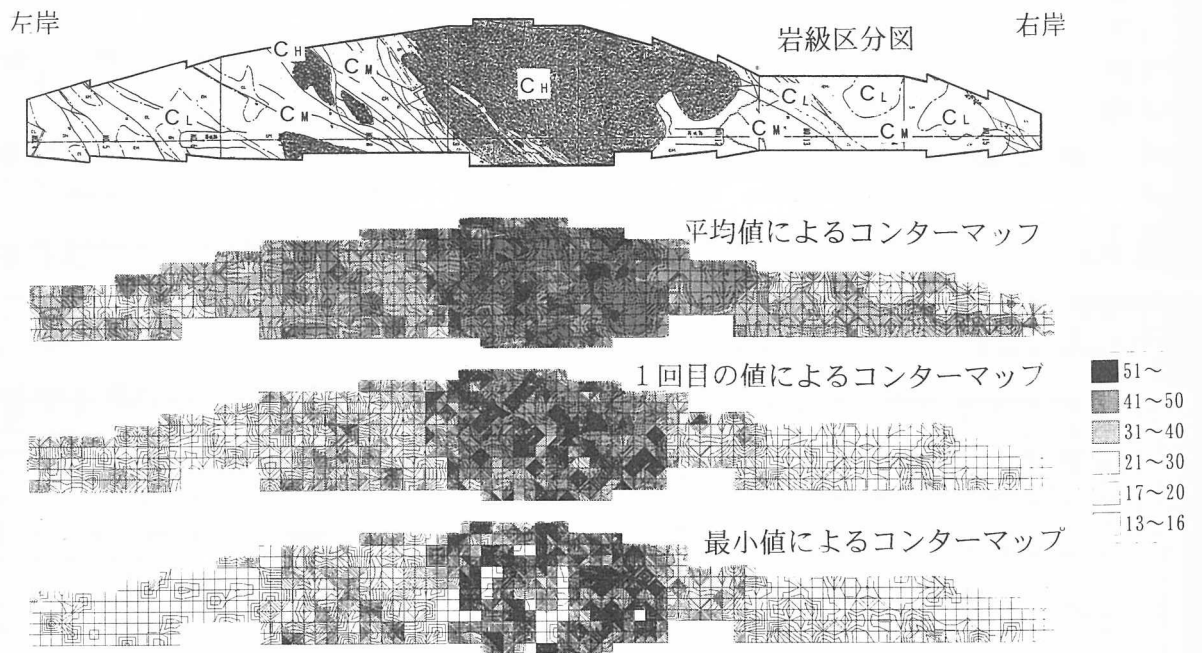 左岸
岩級区分図
右岸
CH
CM
CH
CL
CM
CL
CL
CM
CM
CL
平均値によるコンターマップ
1回目の値によるコンターマップ
51~
41~50
31~40
21~30
17~20
13~16
最小値によるコンターマップ